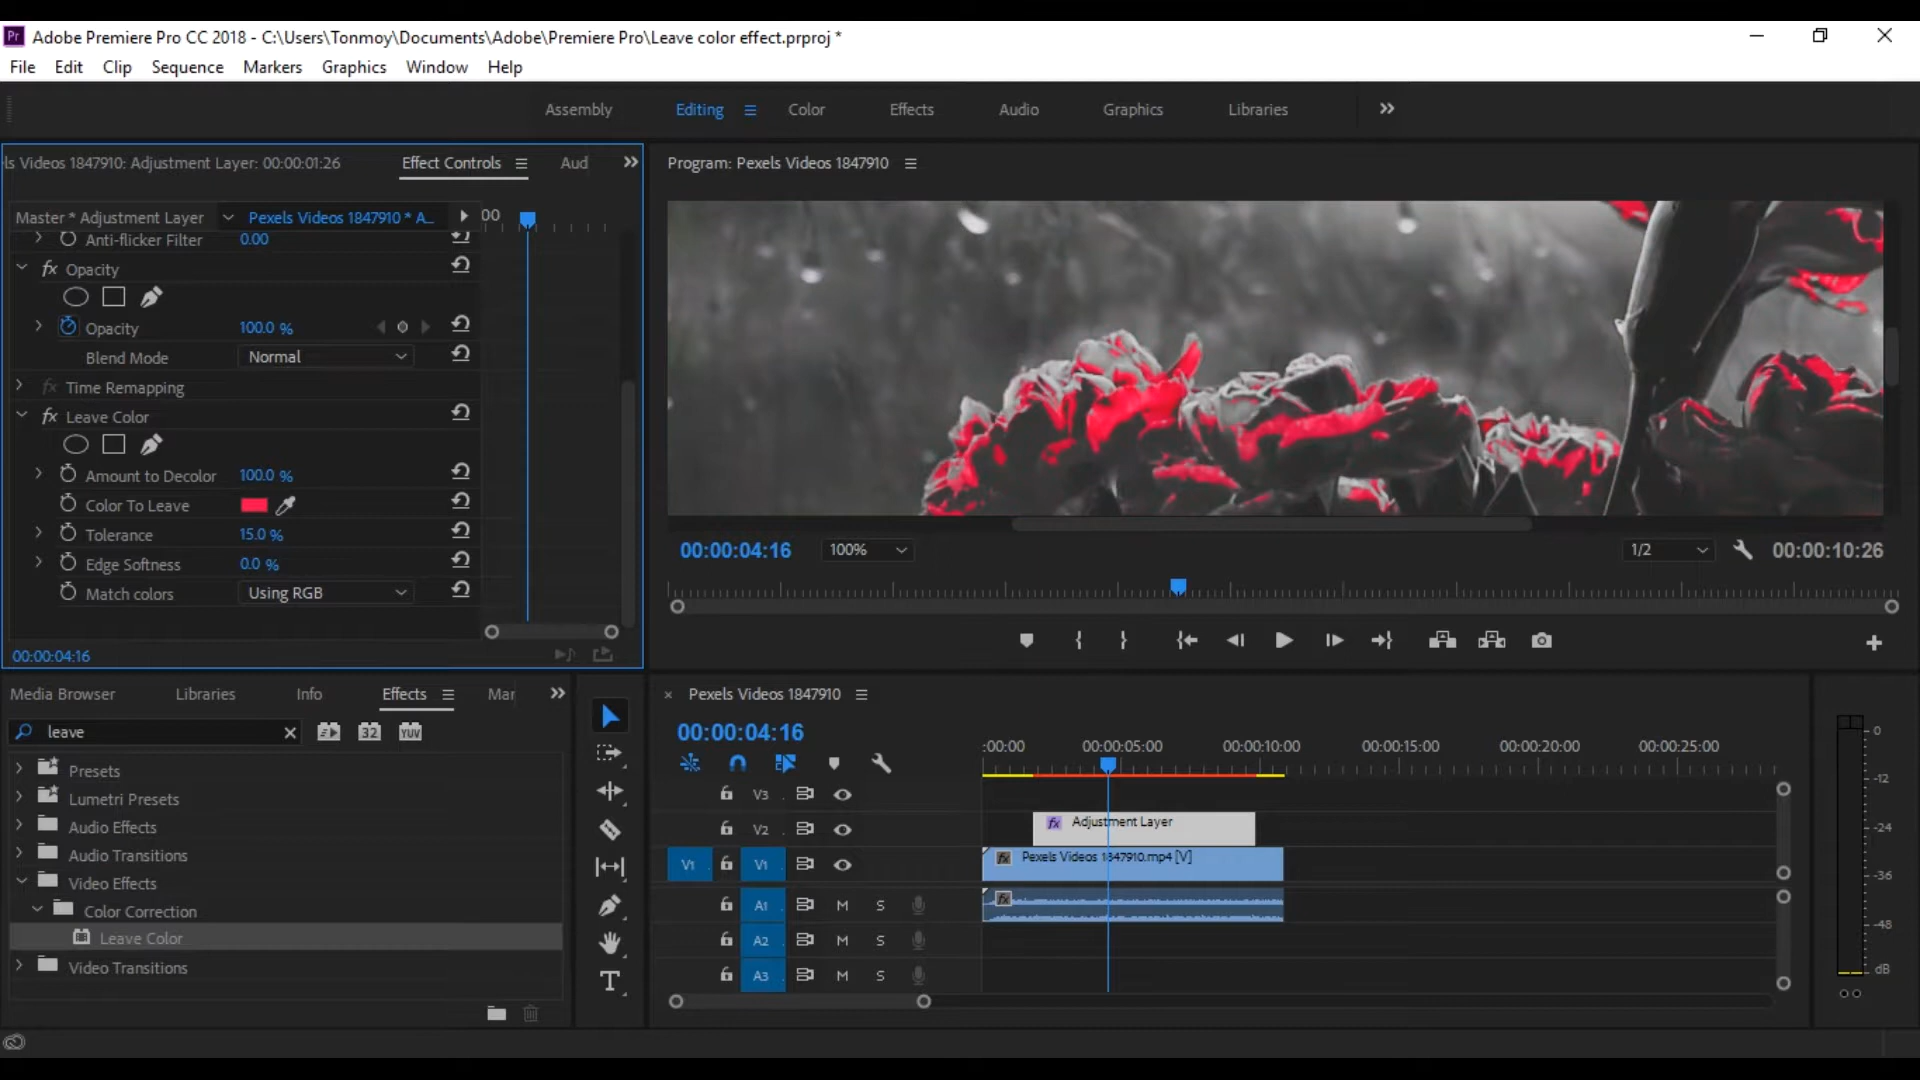 Pr Adobe Premiere Pro CC 2018 - C:\Users\Tonmoy\Documents\Adobe\Premiere Pro\Leave color effect.prproj *
File Edit Clip Sequence Markers Graphics Window Help
Assembly Editing Color Effects Audio Graphics Libraries
ls Videos 1847910: Adjustment Layer: 00:00:01:26 Effect Controls Aud
Program: Pexels Videos 1847910
Master * Adjustment Layer Pexels Videos 1847910 * A... 00
Anti-flicker Filter 0.00
fx Opacity
Opacity 100.0 %
Blend Mode Normal
fx Time Remapping
fx Leave Color
Amount to Decolor 100.0 %
Color To Leave
Tolerance 15.0 %
Edge Softness 0.0 %
Match colors Using RGB
00:00:04:16
00:00:04:16 100% 1/2 00:00:10:26
Media Browser Libraries Info Effects Mar
leave 32 YUV
Presets
Lumetri Presets
Audio Effects
Audio Transitions
Video Effects
Color Correction
Leave Color
Video Transitions
T
× Pexels Videos 1847910
00:00:04:16
:00:00 00:00:05:00 00:00:10:00 00:00:15:00 00:00:20:00 00:00:25:00
V3
V2 fx Adjustment Layer
V1 V1 fx Pexels Videos 1847910.mp4 [V]
A1 M S fx
A2 M S
A3 M S
0
-12
-24
-36
-48
dB